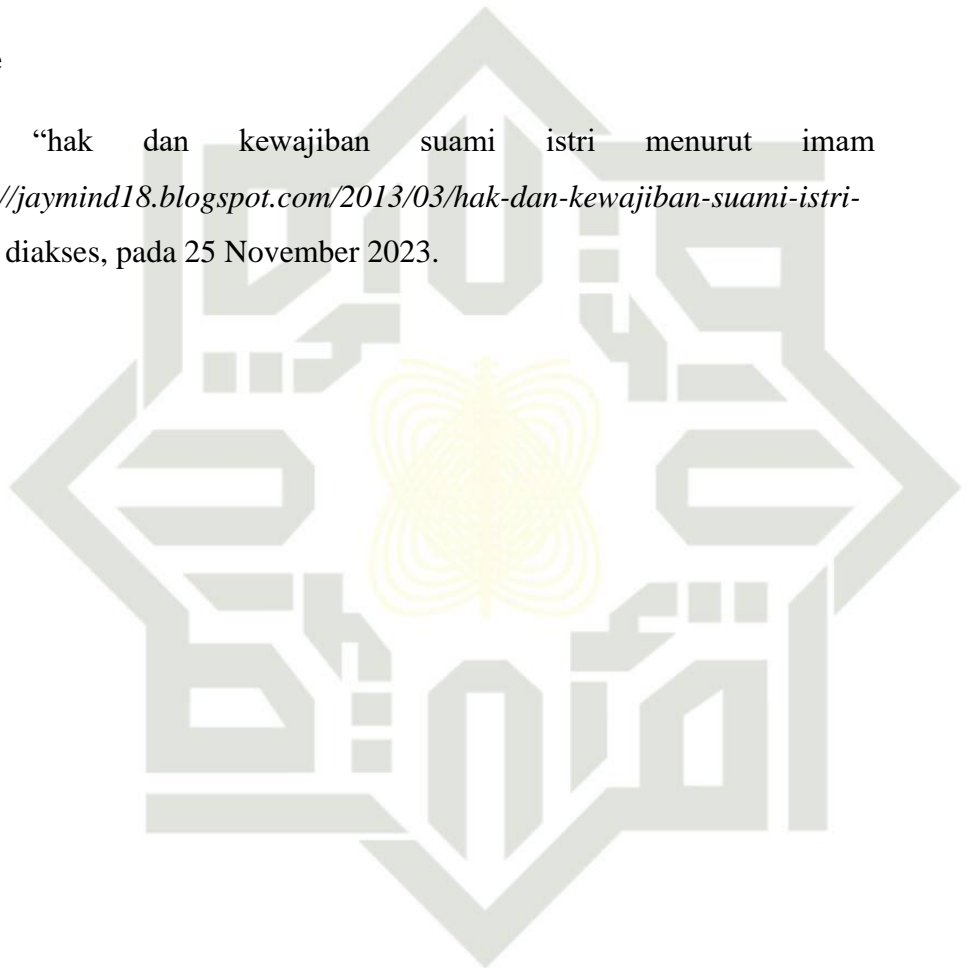 e
“hak dan kewajiban suami istri menurut imam
//jaymind18.blogspot.com/2013/03/hak-dan-kewajiban-suami-istri-
diakses, pada 25 November 2023.